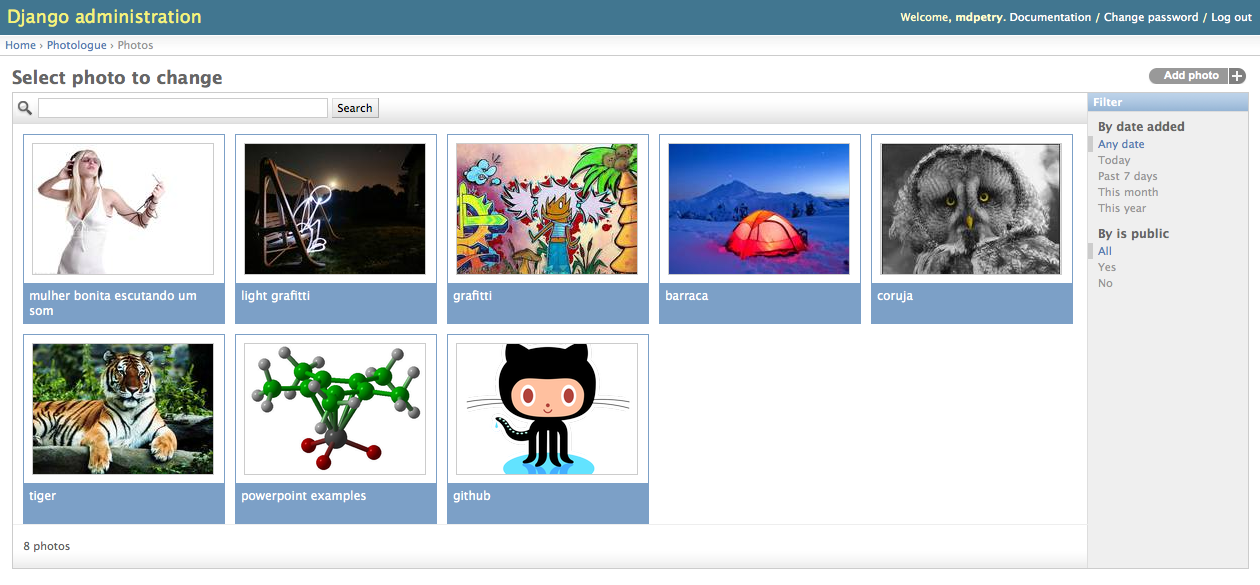 Django administration
Welcome, mdpetry. Documentation / Change password / Log out
Home › Photologue › Photos
Select photo to change
Add photo +
Search
Filter
By date added
Any date
Today
Past 7 days
This month
This year
By is public
All
Yes
No
mulher bonita escutando um
som
light grafitti
grafitti
barraca
coruja
tiger
powerpoint examples
github
8 photos